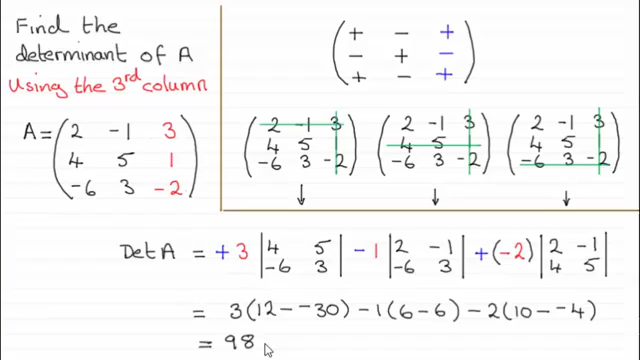 Find the
determinant of A
Using the 3rd column
A = ( 2 -1 3
4 5 1
-6 3 -2 )
( + - +
- + -
+ - + )
( 2 -1 3 ) ( 2 -1 3 ) ( 2 -1 3 )
( 4 5 ) ( 4 5 ) ( 4 5 )
( -6 3 -2 ) ( -6 3 -2 ) ( -6 3 -2 )
↓ ↓ ↓
Det A = +3 |4 5| -1 |2 -1| +(-2) |2 -1|
|-6 3| |-6 3| |4 5|
= 3(12--30) -1(6-6) -2(10--4)
= 98